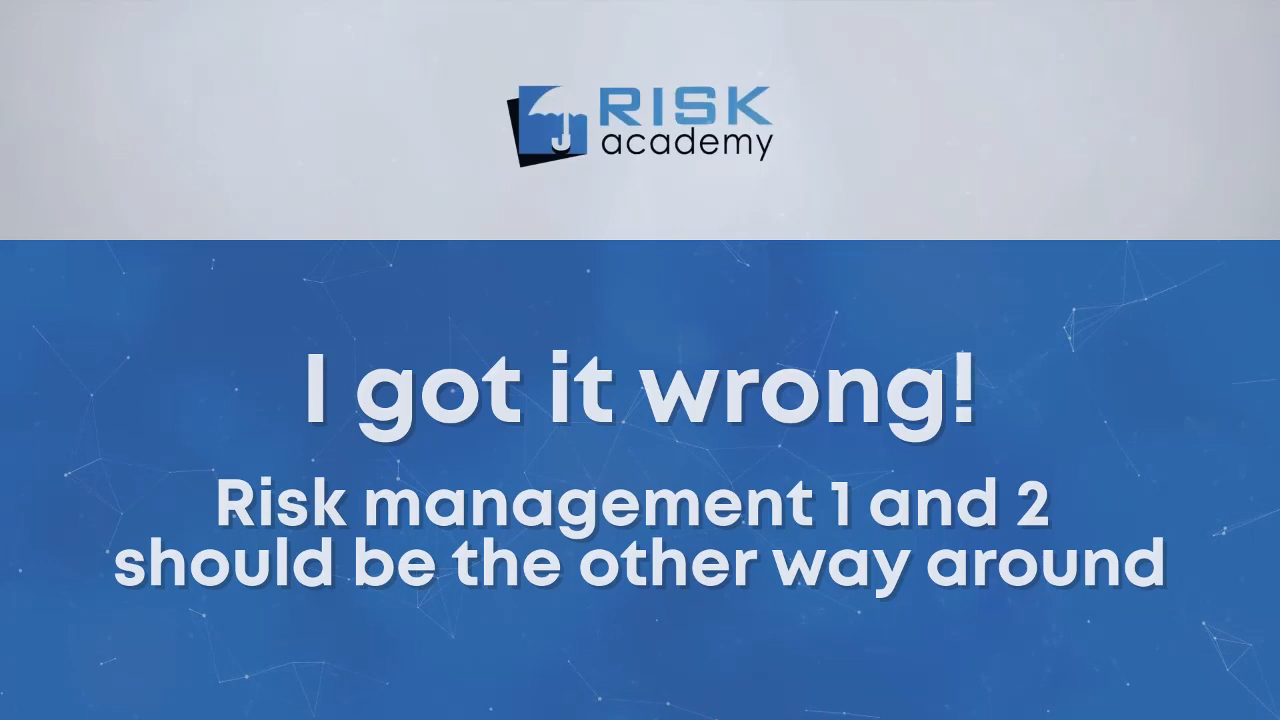 RISK
academy
I got it wrong!
Risk management 1 and 2
should be the other way around